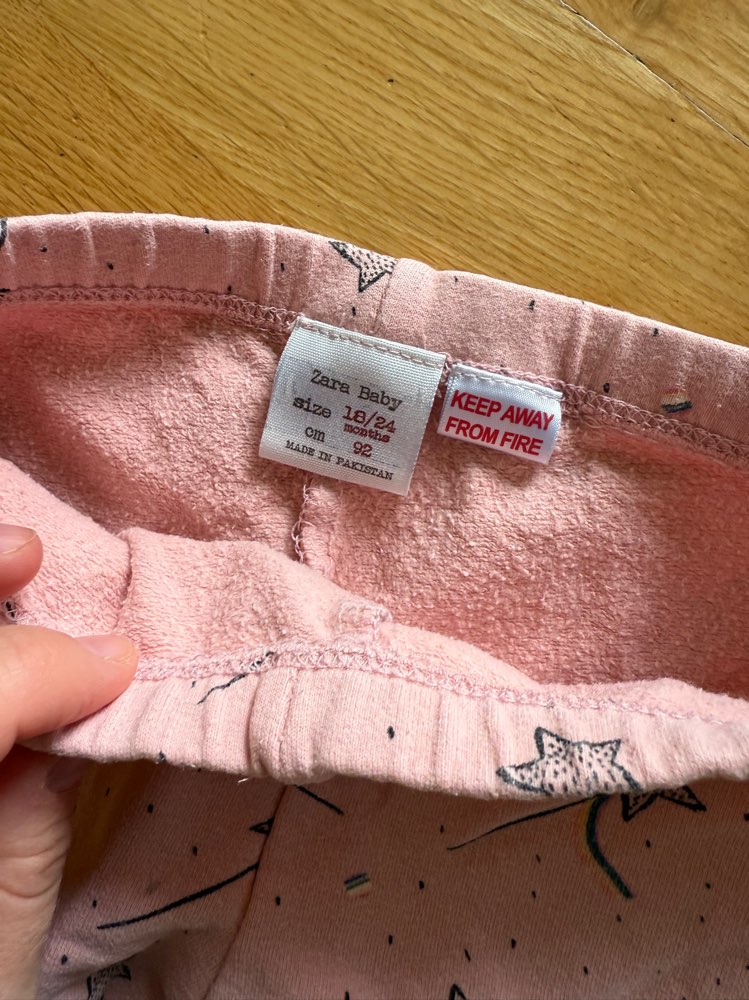 Zara Baby
size 18/24
months
cm 92
MADE IN PAKISTAN
KEEP AWAY
FROM FIRE